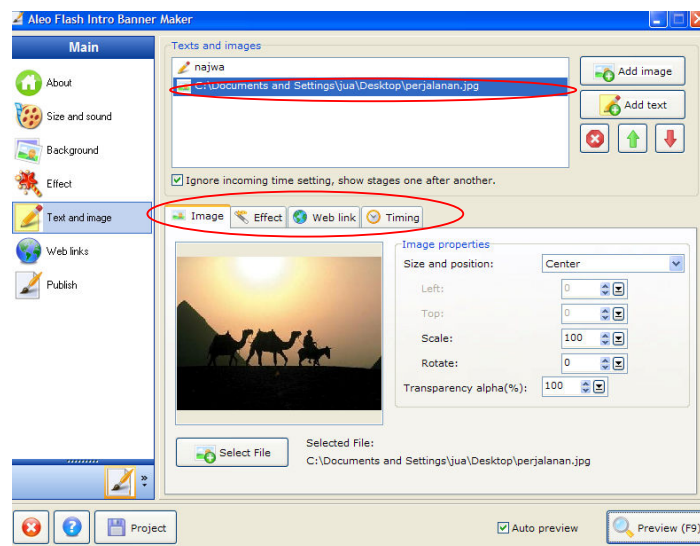 Aleo Flash Intro Banner Maker
Main
About
Size and sound
Background
Effect
Text and image
Web links
Publish
Texts and images
najwa
C:\Documents and Settings\jua\Desktop\perjalanan.jpg
Add image
Add text
Ignore incoming time setting, show stages one after another.
Image Effect Web link Timing
Image properties
Size and position: Center
Left: 0
Top: 0
Scale: 100
Rotate: 0
Transparency alpha(%): 100
Select File
Selected File:
C:\Documents and Settings\jua\Desktop\perjalanan.jpg
Project
Auto preview
Preview (F9)